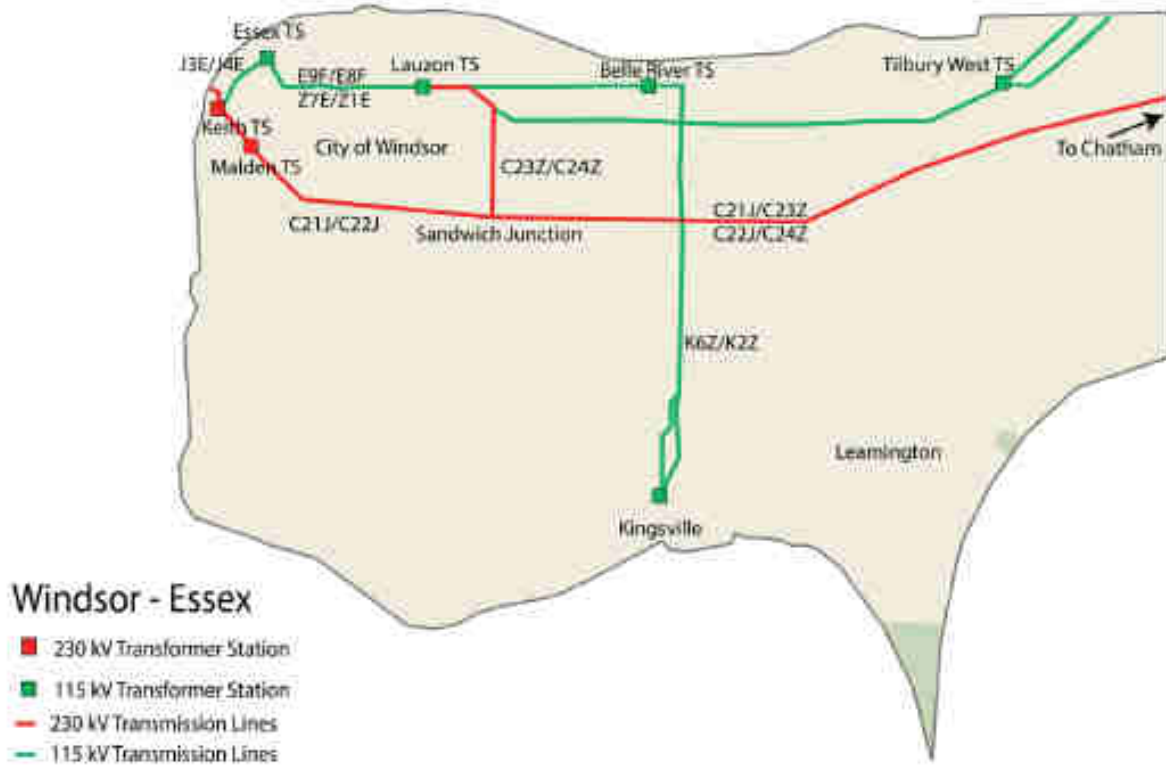 Essex TS
J3E/J4E
E9F/E8F
Lauzon TS
Belle River TS
Tilbury West TS
Z7E/Z1E
Keith TS
City of Windsor
To Chatham
Malden TS
C23Z/C24Z
C21J/C22J
Sandwich Junction
C21J/C23Z
C22J/C24Z
K6Z/K2Z
Leamington
Kingsville
Windsor - Essex
230 kV Transformer Station
115 kV Transformer Station
230 kV Transmission Lines
115 kV Transmission Lines